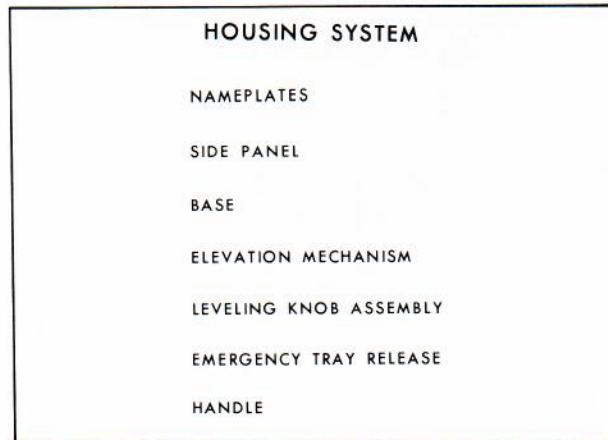 HOUSING SYSTEM
NAMEPLATES
SIDE PANEL
BASE
ELEVATION MECHANISM
LEVELING KNOB ASSEMBLY
EMERGENCY TRAY RELEASE
HANDLE